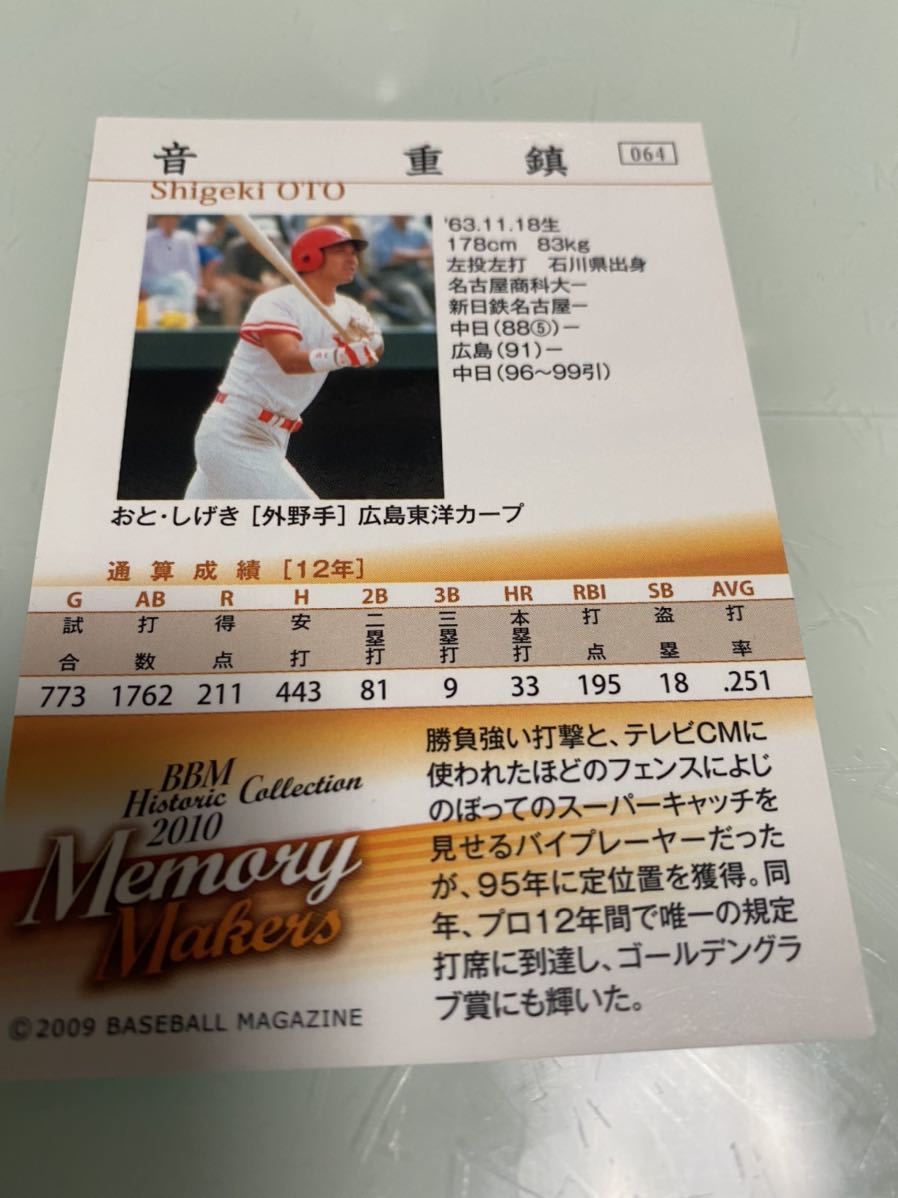 音 重 鎮 064
Shigeki OTO
'63.11.18生
178cm 83kg
左投左打 石川県出身
名古屋商科大ー
新日鉄名古屋ー
中日(88⑤)ー
広島(91)ー
中日(96〜99引)
おと・しげき [外野手] 広島東洋カープ
通算成績 [12年]
G AB R H 2B 3B HR RBI SB AVG
試合 打数 得点 安打 二塁打 三塁打 本塁打 打点 盗塁 打率
773 1762 211 443 81 9 33 195 18 .251
勝負強い打撃と、テレビCMに
使われたほどのフェンスによじ
のぼってのスーパーキャッチを
見せるバイプレーヤーだった
が、95年に定位置を獲得。同
年、プロ12年間で唯一の規定
打席に到達し、ゴールデングラ
ブ賞にも輝いた。
BBM
Historic Collection
2010
Memory
Makers
©2009 BASEBALL MAGAZINE